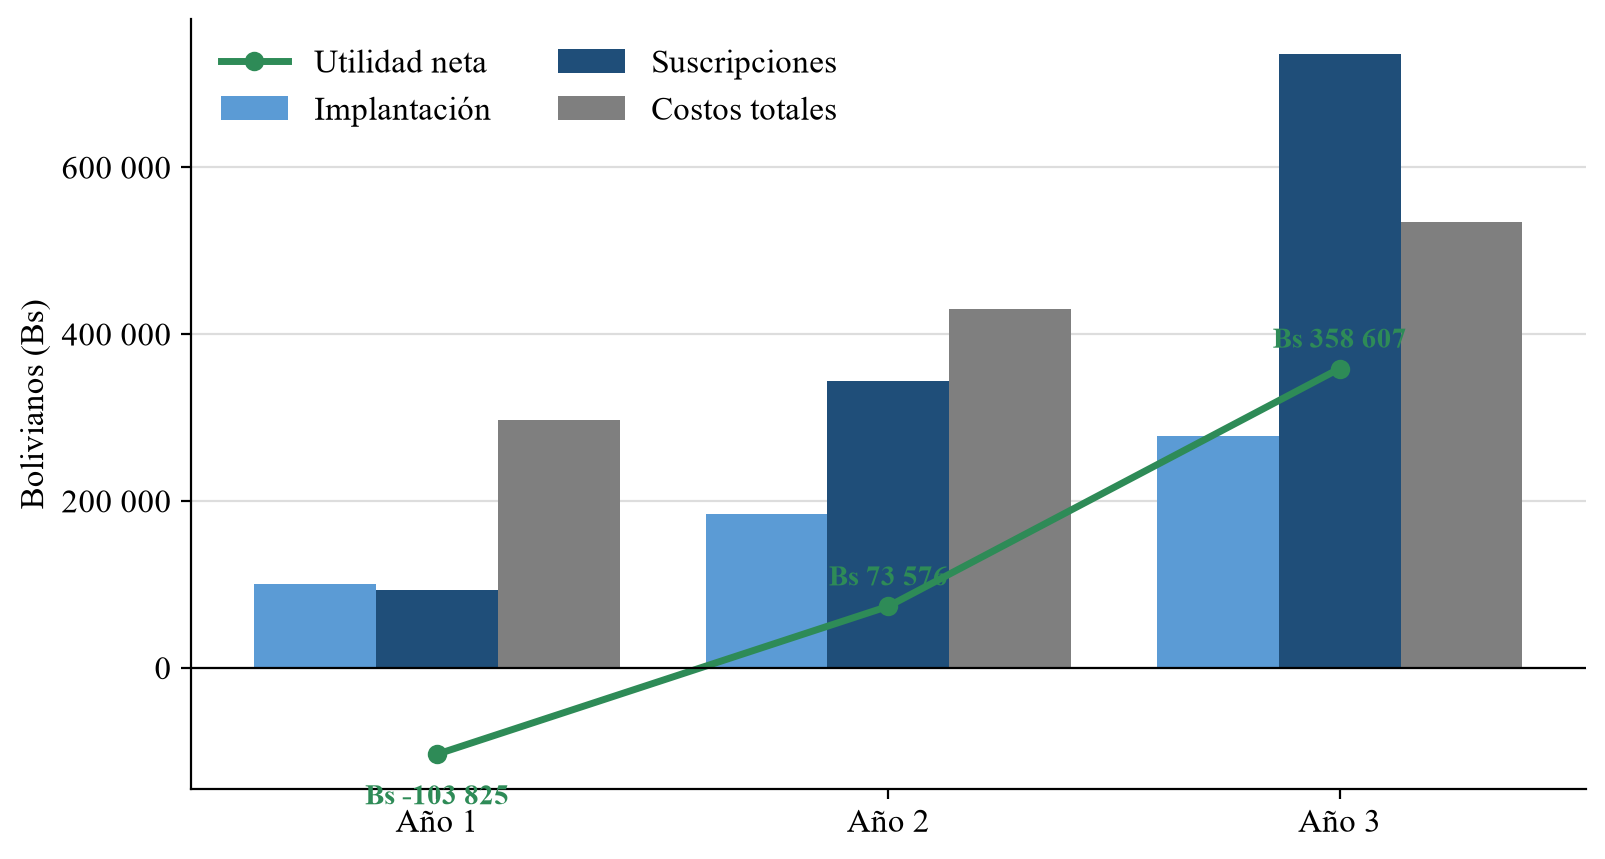 Utilidad neta
Implantación
Suscripciones
Costos totales
Bolivianos (Bs)
600 000
400 000
200 000
0
Bs -103 825
Bs 73 576
Bs 358 607
Año 1
Año 2
Año 3